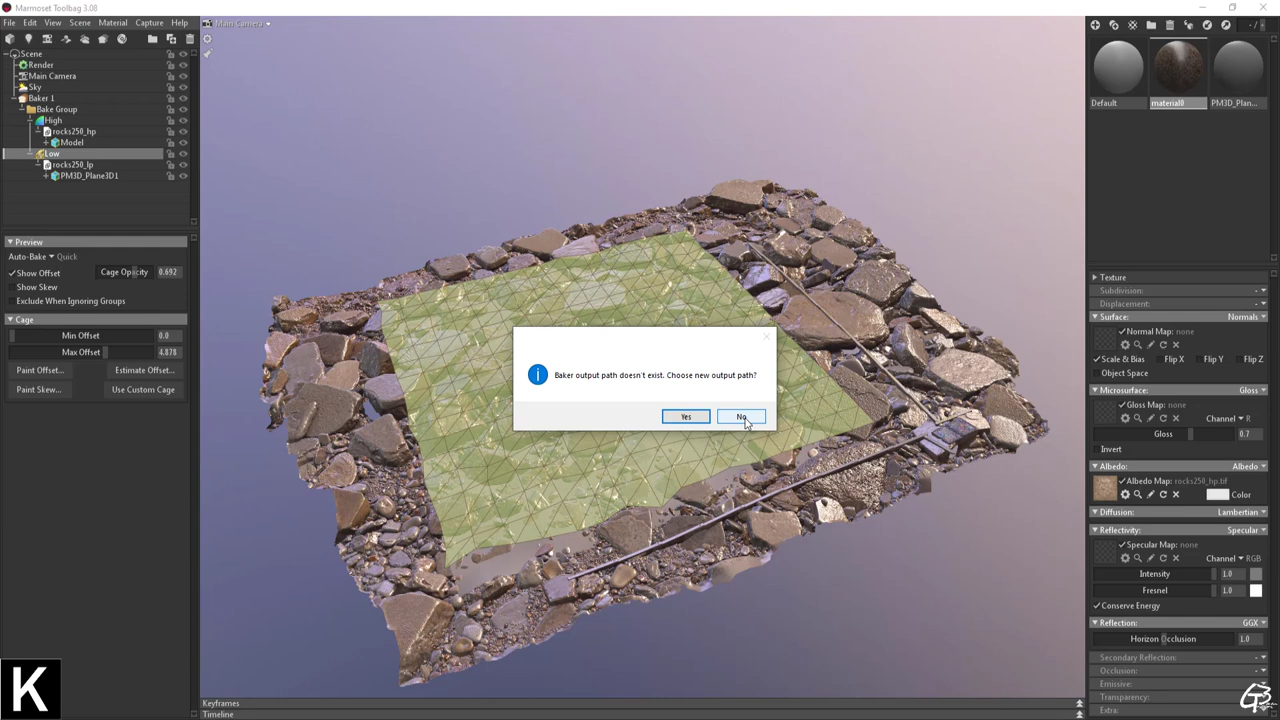 Marmoset Toolbag 3.08
File Edit View Scene Material Capture Help
Main Camera
Scene
Render
Main Camera
Sky
Baker 1
Bake Group
High
rocks250_hp
Model
Low
rocks250_lp
PM3D_Plane3D1
Preview
Auto-Bake Quick
Show Offset Cage Opacity 0.692
Show Skew
Exclude When Ignoring Groups
Cage
Min Offset 0.0
Max Offset 4.878
Paint Offset... Estimate Offset...
Paint Skew... Use Custom Cage
K
Baker output path doesn't exist. Choose new output path?
Yes No
Keyframes
Timeline
Default material0 PM3D_Plan...
Texture
Subdivision:
Displacement:
Surface: Normals
Normal Map: none
Scale & Bias Flip X Flip Y Flip Z
Object Space
Microsurface: Gloss
Gloss Map: none
Channel R
Gloss 0.7
Invert
Albedo: Albedo
Albedo Map: rocks250_hp.tif
Color
Diffusion: Lambertian
Reflectivity: Specular
Specular Map: none
Channel RGB
Intensity 1.0
Fresnel 1.0
Conserve Energy
Reflection: GGX
Horizon Occlusion 1.0
Secondary Reflection:
Occlusion:
Emissive:
Transparency:
Extra: